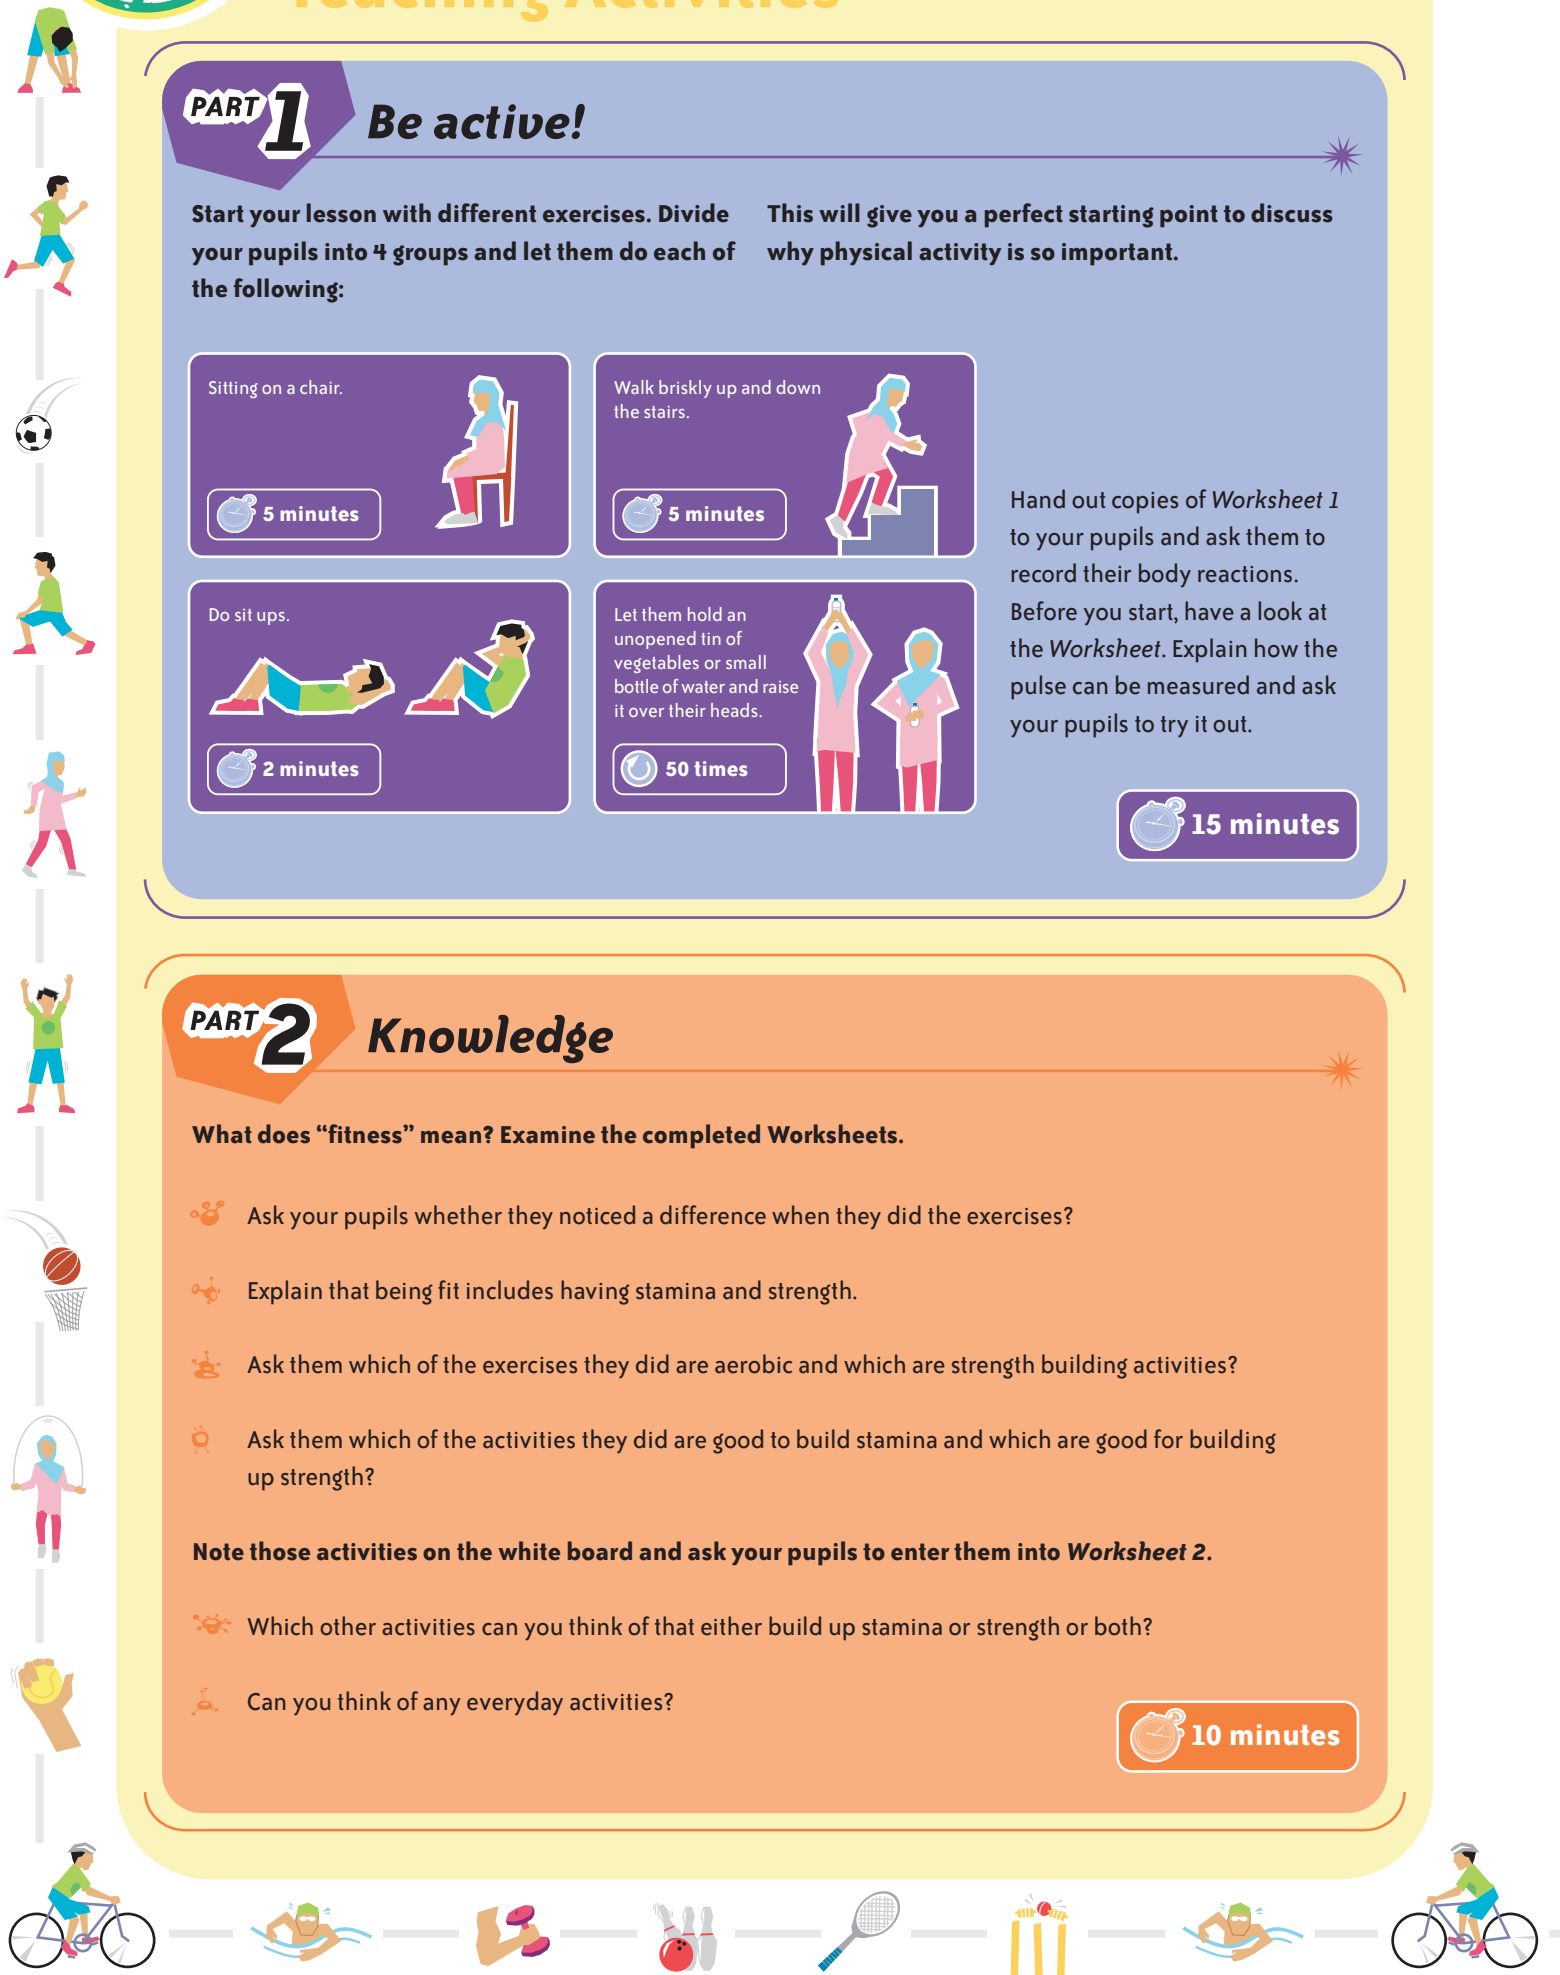 Teaching Activities
PART 1
Be active!
Start your lesson with different exercises. Divide
your pupils into 4 groups and let them do each of
the following:
This will give you a perfect starting point to discuss
why physical activity is so important.
Sitting on a chair.
5 minutes
Walk briskly up and down
the stairs.
5 minutes
Do sit ups.
2 minutes
Let them hold an
unopened tin of
vegetables or small
bottle of water and raise
it over their heads.
50 times
Hand out copies of Worksheet 1
to your pupils and ask them to
record their body reactions.
Before you start, have a look at
the Worksheet. Explain how the
pulse can be measured and ask
your pupils to try it out.
15 minutes
PART 2
Knowledge
What does “fitness” mean? Examine the completed Worksheets.
Ask your pupils whether they noticed a difference when they did the exercises?
Explain that being fit includes having stamina and strength.
Ask them which of the exercises they did are aerobic and which are strength building activities?
Ask them which of the activities they did are good to build stamina and which are good for building
up strength?
Note those activities on the white board and ask your pupils to enter them into Worksheet 2.
Which other activities can you think of that either build up stamina or strength or both?
Can you think of any everyday activities?
10 minutes